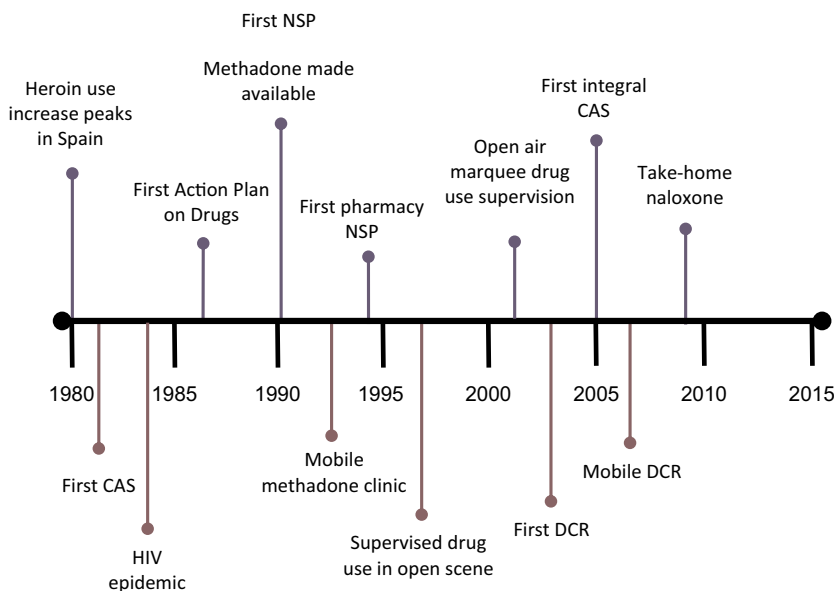 First NSP
Methadone made
available
Heroin use
increase peaks
in Spain
First Action Plan
on Drugs
First pharmacy
NSP
Open air
marquee drug
use supervision
First integral
CAS
Take-home
naloxone
1980 1985 1990 1995 2000 2005 2010 2015
First CAS
HIV
epidemic
Mobile
methadone clinic
Supervised drug
use in open scene
First DCR
Mobile DCR